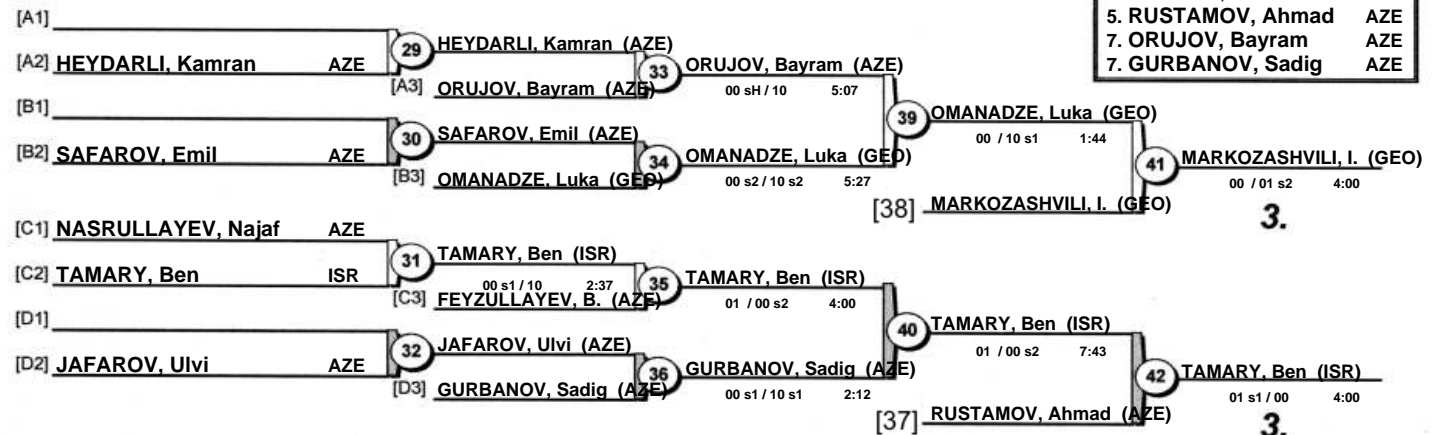 5. RUSTAMOV, Ahmad AZE
7. ORUJOV, Bayram AZE
7. GURBANOV, Sadig AZE
[A1]
[A2] HEYDARLI, Kamran AZE
29
HEYDARLI, Kamran (AZE)
[A3] ORUJOV, Bayram (AZE)
33
ORUJOV, Bayram (AZE)
00 sH / 10 5:07
[B1]
[B2] SAFAROV, Emil AZE
30
SAFAROV, Emil (AZE)
[B3] OMANADZE, Luka (GEO)
34
OMANADZE, Luka (GEO)
00 s2 / 10 s2 5:27
39
OMANADZE, Luka (GEO)
00 / 10 s1 1:44
[38] MARKOZASHVILI, I. (GEO)
41
MARKOZASHVILI, I. (GEO)
00 / 01 s2 4:00
3.
[C1] NASRULLAYEV, Najaf AZE
[C2] TAMARY, Ben ISR
31
TAMARY, Ben (ISR)
00 s1 / 10 2:37
[C3] FEYZULLAYEV, B. (AZE)
35
TAMARY, Ben (ISR)
01 / 00 s2 4:00
[D1]
[D2] JAFAROV, Ulvi AZE
32
JAFAROV, Ulvi (AZE)
[D3] GURBANOV, Sadig (AZE)
36
GURBANOV, Sadig (AZE)
00 s1 / 10 s1 2:12
40
TAMARY, Ben (ISR)
01 / 00 s2 7:43
[37] RUSTAMOV, Ahmad (AZE)
42
TAMARY, Ben (ISR)
01 s1 / 00 4:00
3.